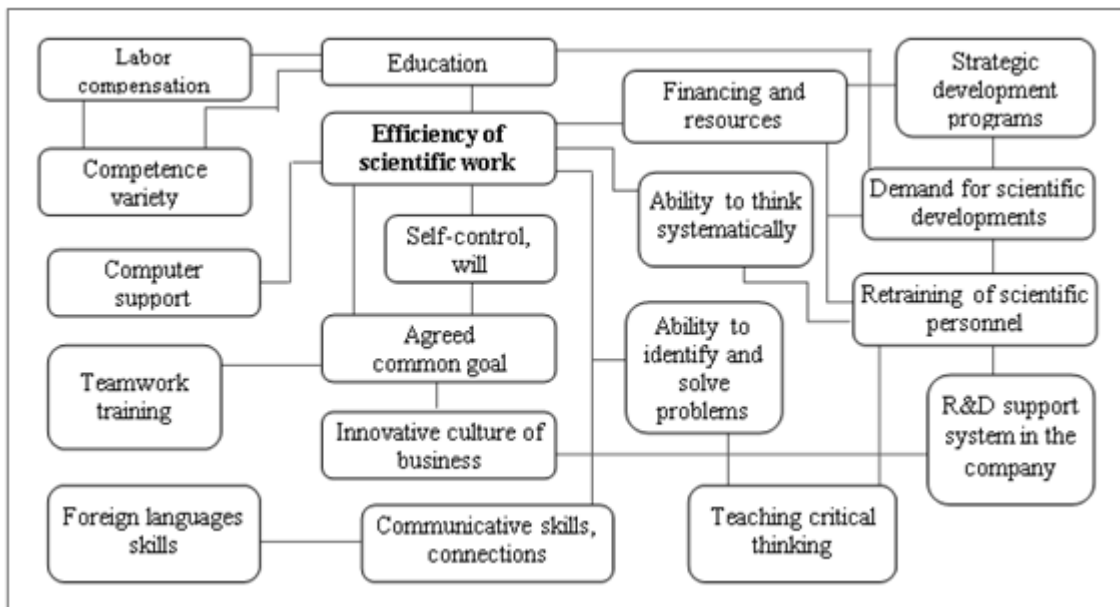 Labor
compensation
Education
Strategic
development
programs
Financing and
resources
Efficiency of
scientific work
Competence
variety
Ability to think
systematically
Demand for scientific
developments
Self-control,
will
Computer
support
Retraining of scientific
personnel
Agreed
common goal
Ability to
identify and
solve
problems
Teamwork
training
R&D support
system in the
company
Innovative culture of
business
Foreign languages
skills
Communicative skills,
connections
Teaching critical
thinking